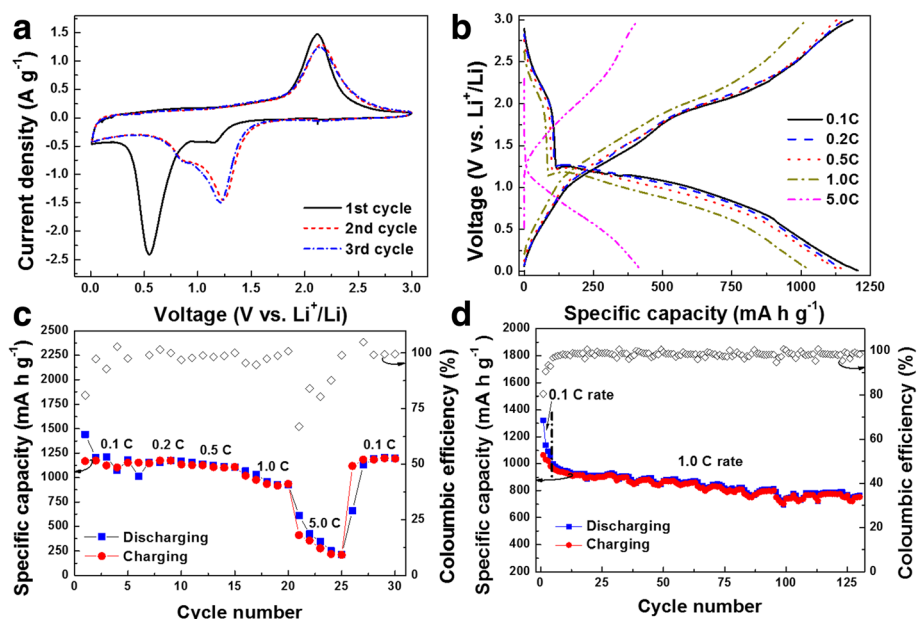 a
Current density (A g⁻¹)
1.5
1.0
0.5
0.0
-0.5
-1.0
-1.5
-2.0
-2.5
1st cycle
2nd cycle
3rd cycle
0.0 0.5 1.0 1.5 2.0 2.5 3.0
Voltage (V vs. Li⁺/Li)
b
Voltage (V vs. Li⁺/Li)
3.0
2.5
2.0
1.5
1.0
0.5
0.0
0.1C
0.2C
0.5C
1.0C
5.0C
0 250 500 750 1000 1250
Specific capacity (mA h g⁻¹)
c
Specific capacity (mA h g⁻¹)
2500
2250
2000
1750
1500
1250
1000
750
500
250
0
0.1 C
0.2 C
0.5 C
1.0 C
5.0 C
0.1 C
Discharging
Charging
100
75
50
25
0
Coloumbic efficiency (%)
0 5 10 15 20 25 30
Cycle number
d
Specific capacity (mA h g⁻¹)
2000
1800
1600
1400
1200
1000
800
600
400
200
0.1 C rate
1.0 C rate
Discharging
Charging
100
80
60
40
20
0
Coloumbic efficiency (%)
0 25 50 75 100 125
Cycle number